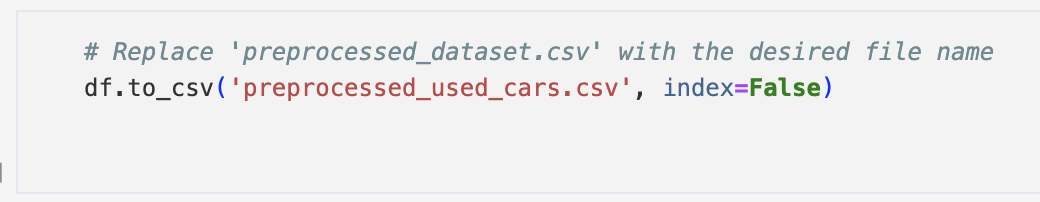 # Replace 'preprocessed_dataset.csv' with the desired file name
df.to_csv('preprocessed_used_cars.csv', index=False)